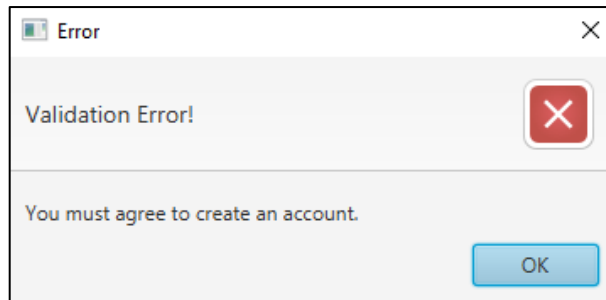 Error
Validation Error!
You must agree to create an account.
OK